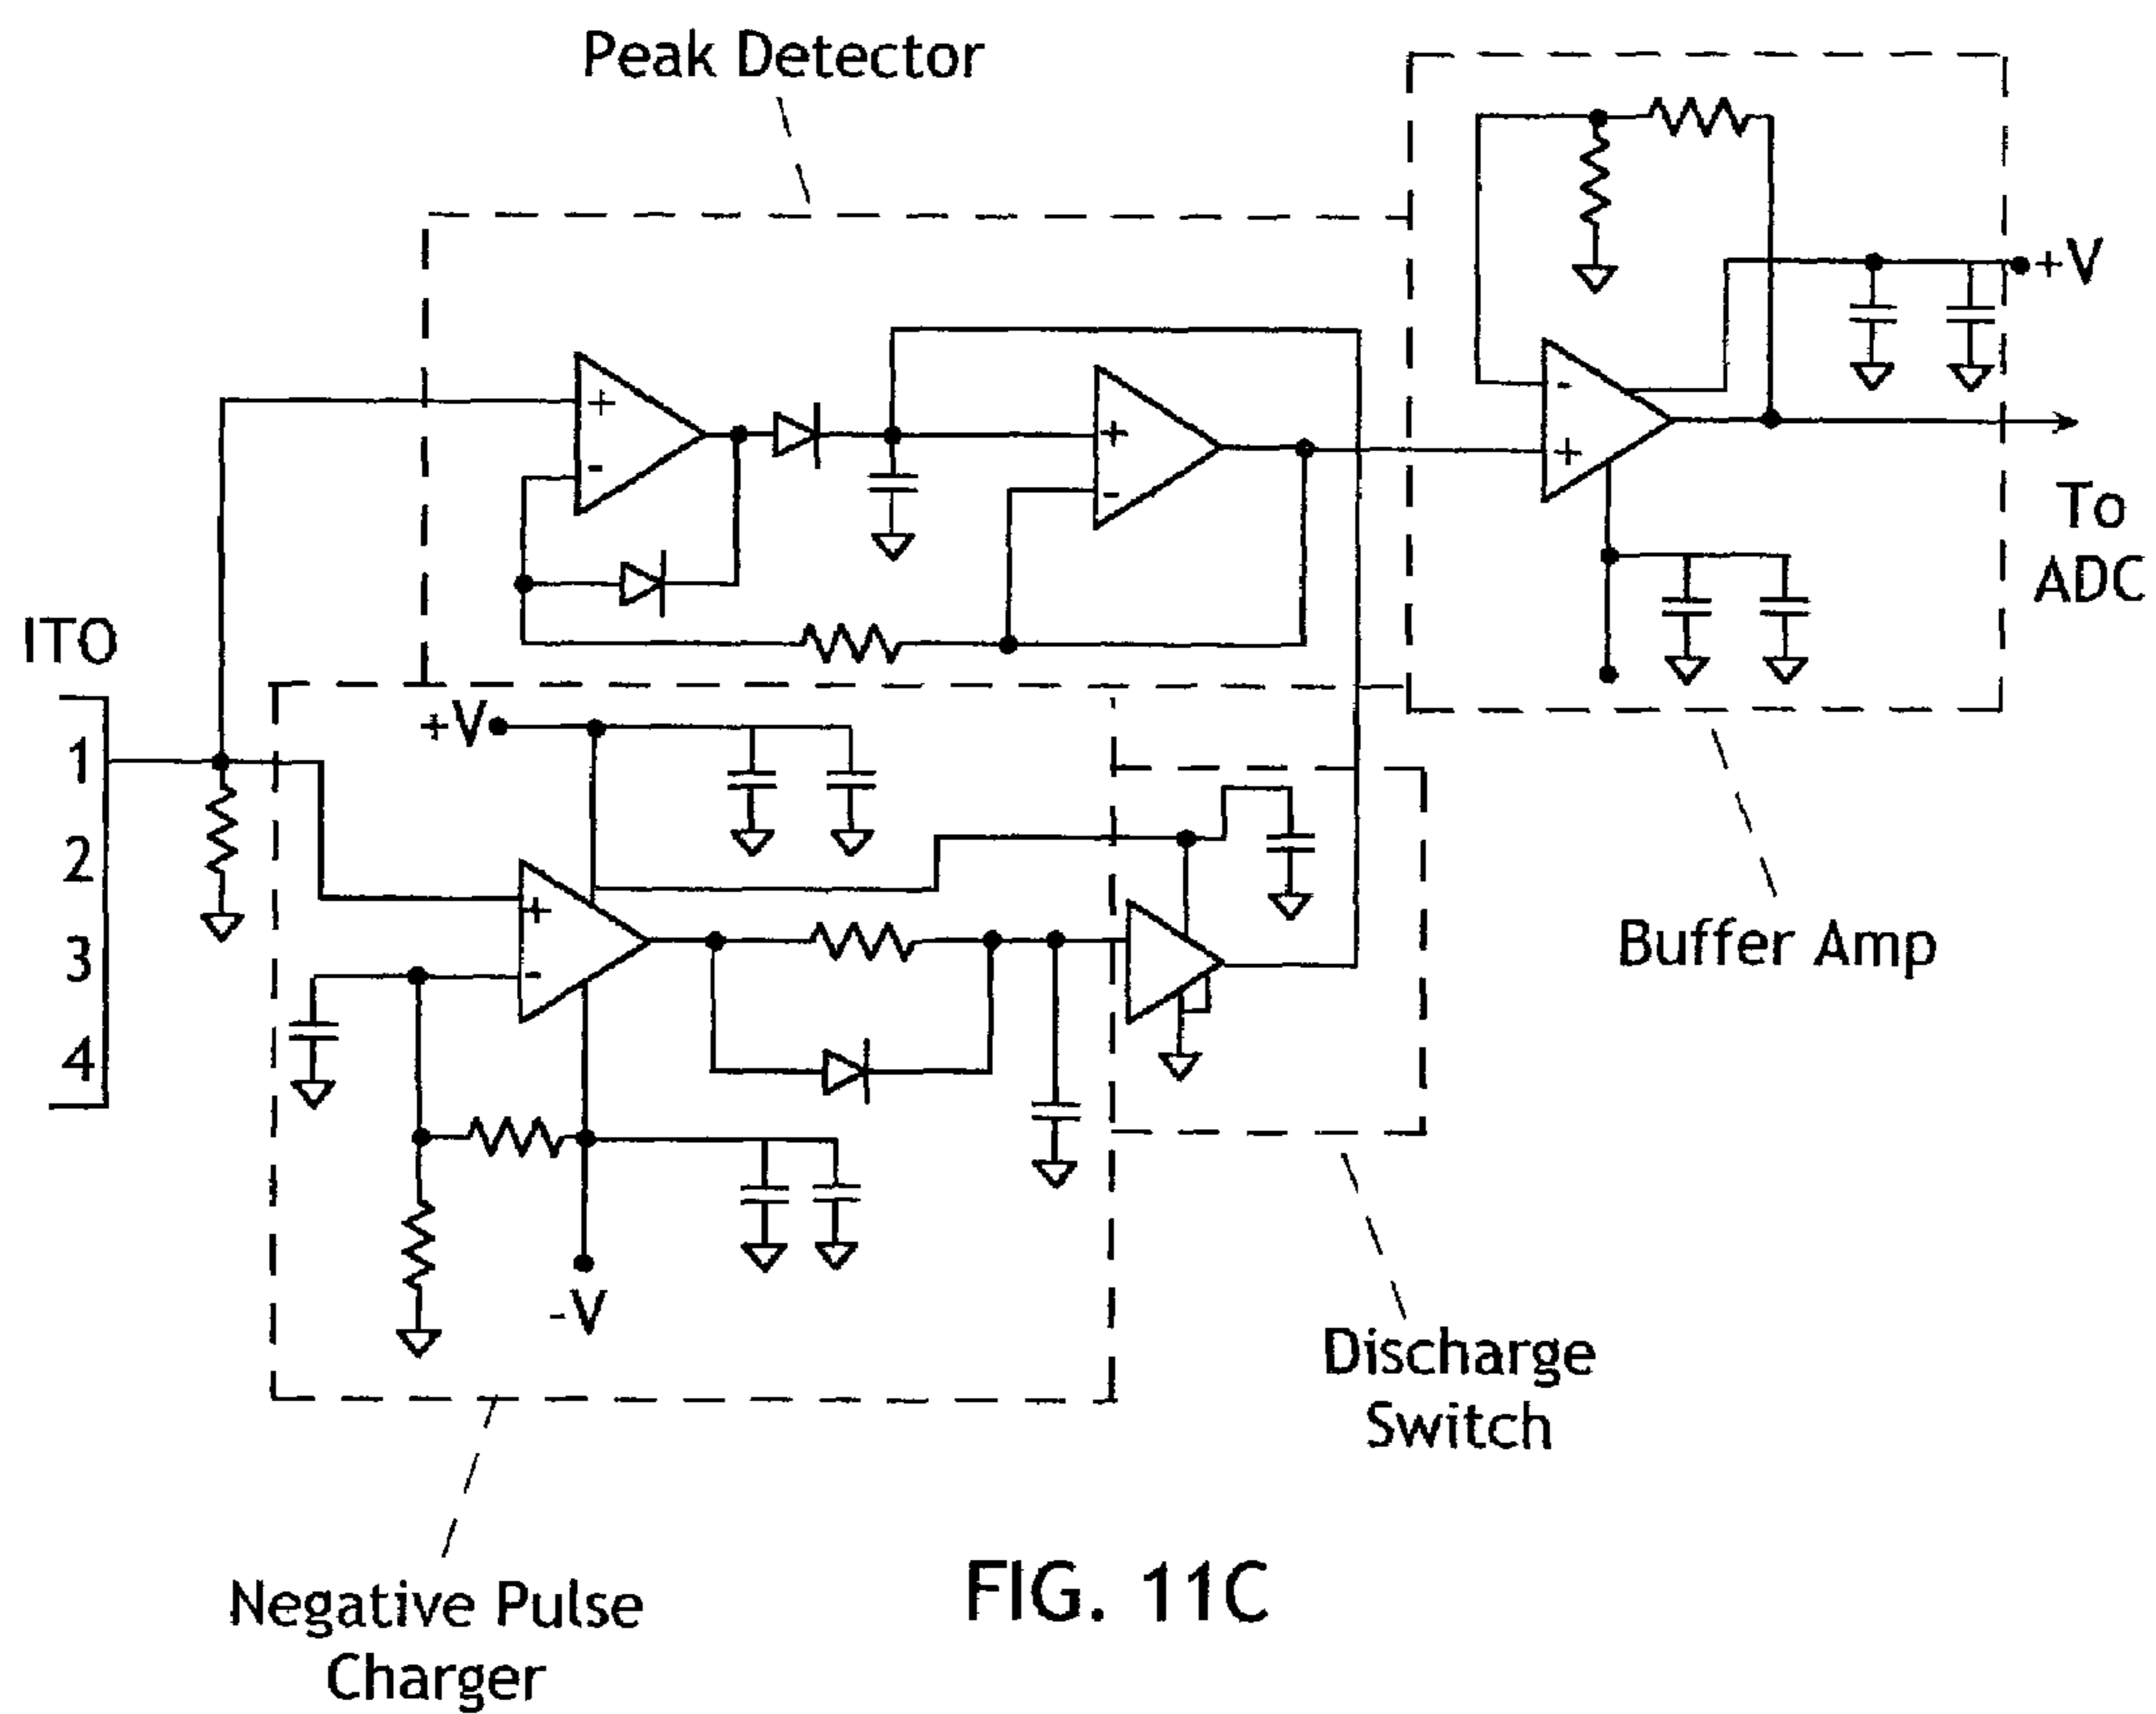 Peak Detector
+V
+
-
+
-
-
+
To
ADC
ITO
1
2
3
4
+V
+
-
-V
Buffer Amp
Discharge
Switch
Negative Pulse
Charger
FIG. 11C